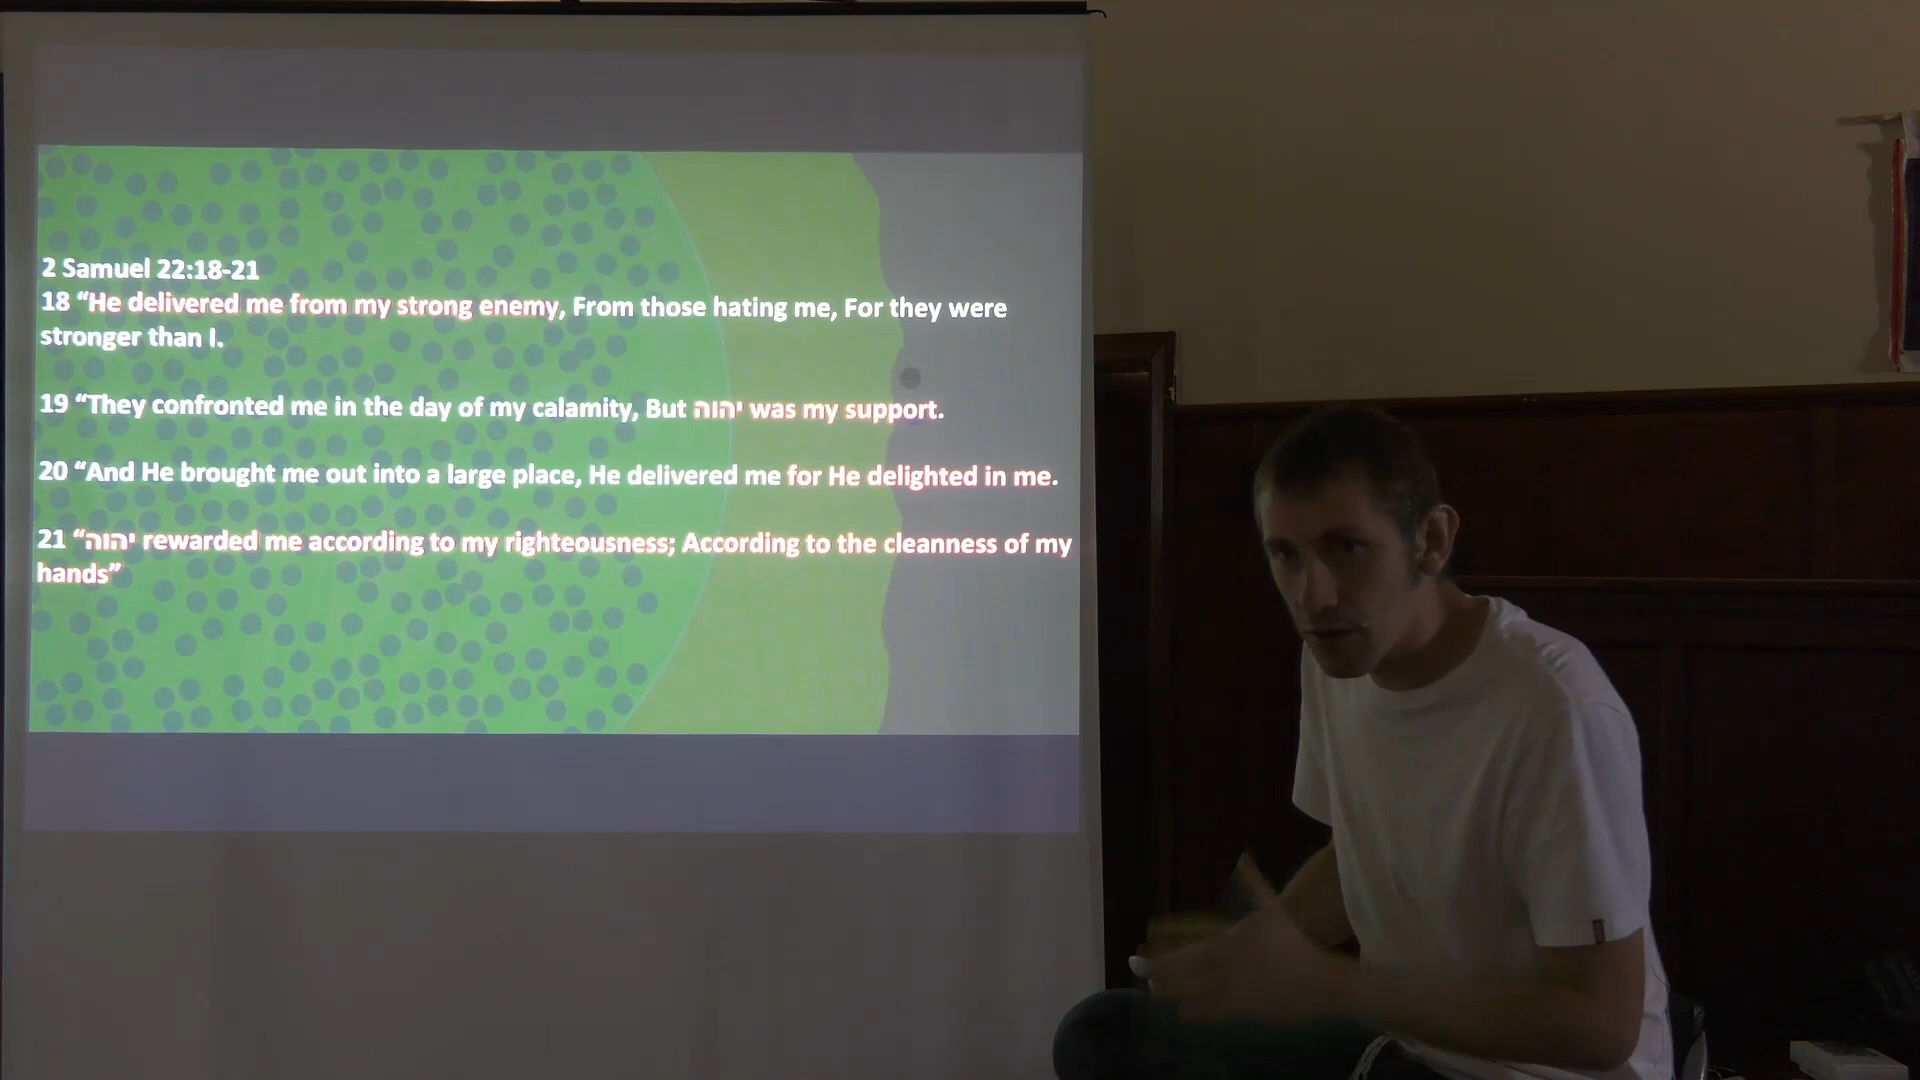 2 Samuel 22:18-21
18 “He delivered me from my strong enemy, From those hating me, For they were
stronger than I.
19 “They confronted me in the day of my calamity, But יהוה was my support.
20 “And He brought me out into a large place, He delivered me for He delighted in me.
21 “יהוה rewarded me according to my righteousness; According to the cleanness of my
hands”